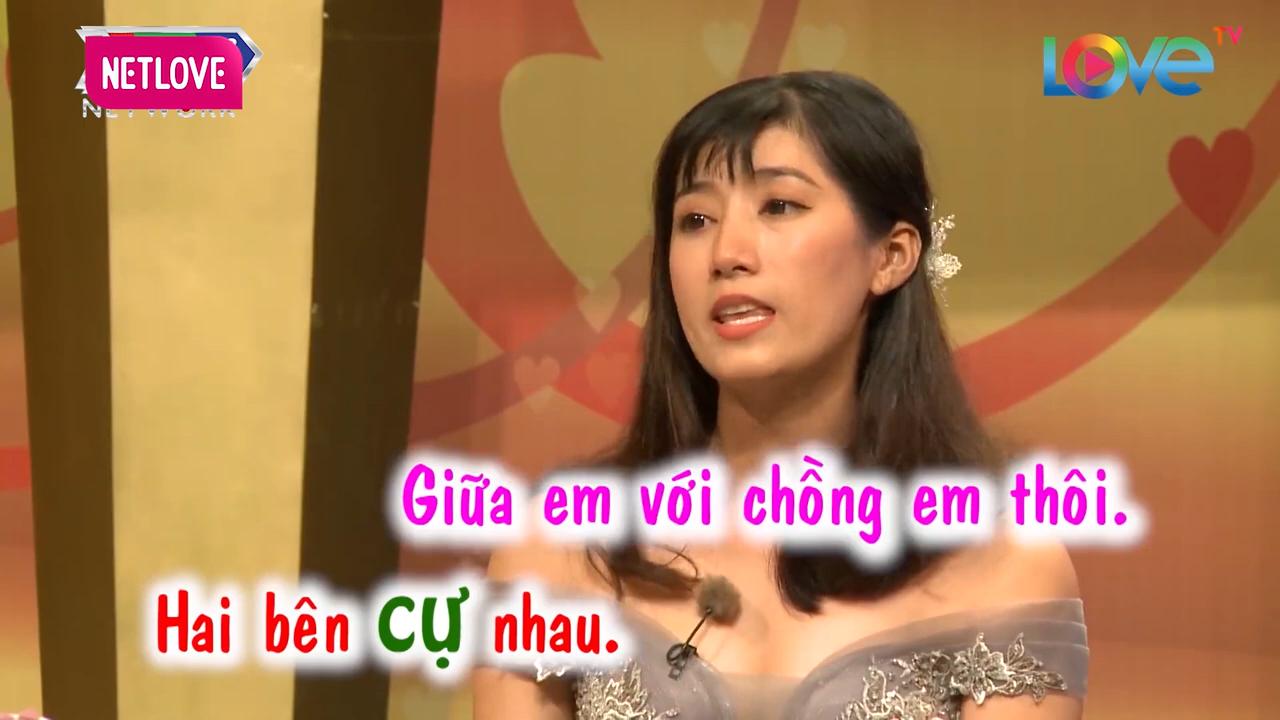 NETLOVE
NETWORK
LOVE TV
Giữa em với chồng em thôi.
Hai bên cự nhau.